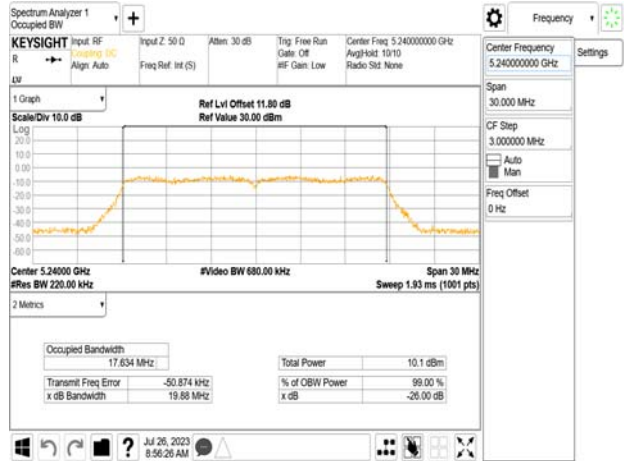 Spectrum Analyzer 1
Occupied BW
KEYSIGHT
R
Input: RF
Coupling: DC
Align: Auto
Input Z: 50 Ω
Freq Ref: Int (S)
Atten: 30 dB
Trig: Free Run
Gate: Off
#IF Gain: Low
Center Freq: 5.240000000 GHz
Avg|Hold: 10/10
Radio Std: None
1 Graph
Scale/Div 10.0 dB
Ref Lvl Offset 11.80 dB
Ref Value 30.00 dBm
Log
20.0
10.0
0.00
-10.0
-20.0
-30.0
-40.0
-50.0
-60.0
Center 5.24000 GHz
#Res BW 220.00 kHz
#Video BW 680.00 kHz
Span 30 MHz
Sweep 1.93 ms (1001 pts)
2 Metrics
Occupied Bandwidth
17.634 MHz
Transmit Freq Error -50.874 kHz
x dB Bandwidth 19.88 MHz
Total Power 10.1 dBm
% of OBW Power 99.00 %
x dB -26.00 dB
Jul 26, 2023
8:56:26 AM
Frequency
Settings
Center Frequency
5.240000000 GHz
Span
30.000 MHz
CF Step
3.000000 MHz
Auto
Man
Freq Offset
0 Hz